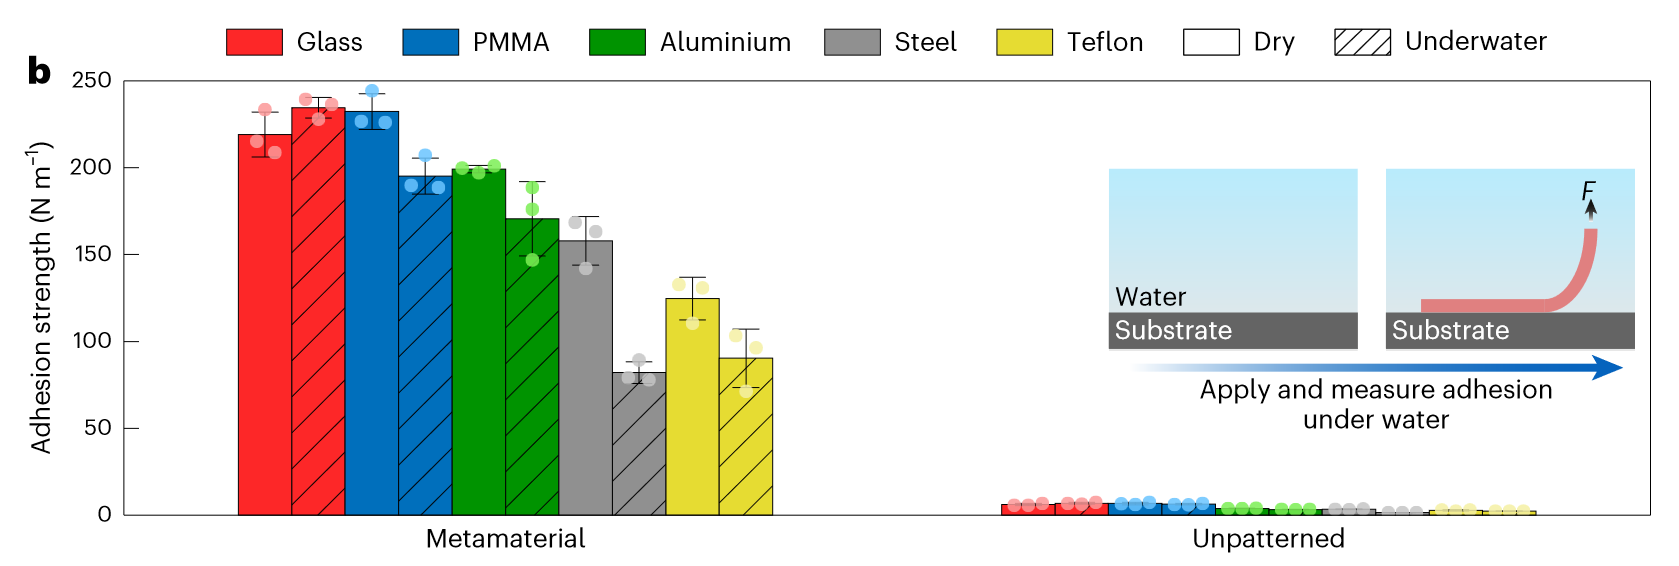 Glass PMMA Aluminium Steel Teflon Dry Underwater
b
Adhesion strength (N m⁻¹)
250
200
150
100
50
0
Water
Substrate
F
Substrate
Apply and measure adhesion
under water
Metamaterial Unpatterned